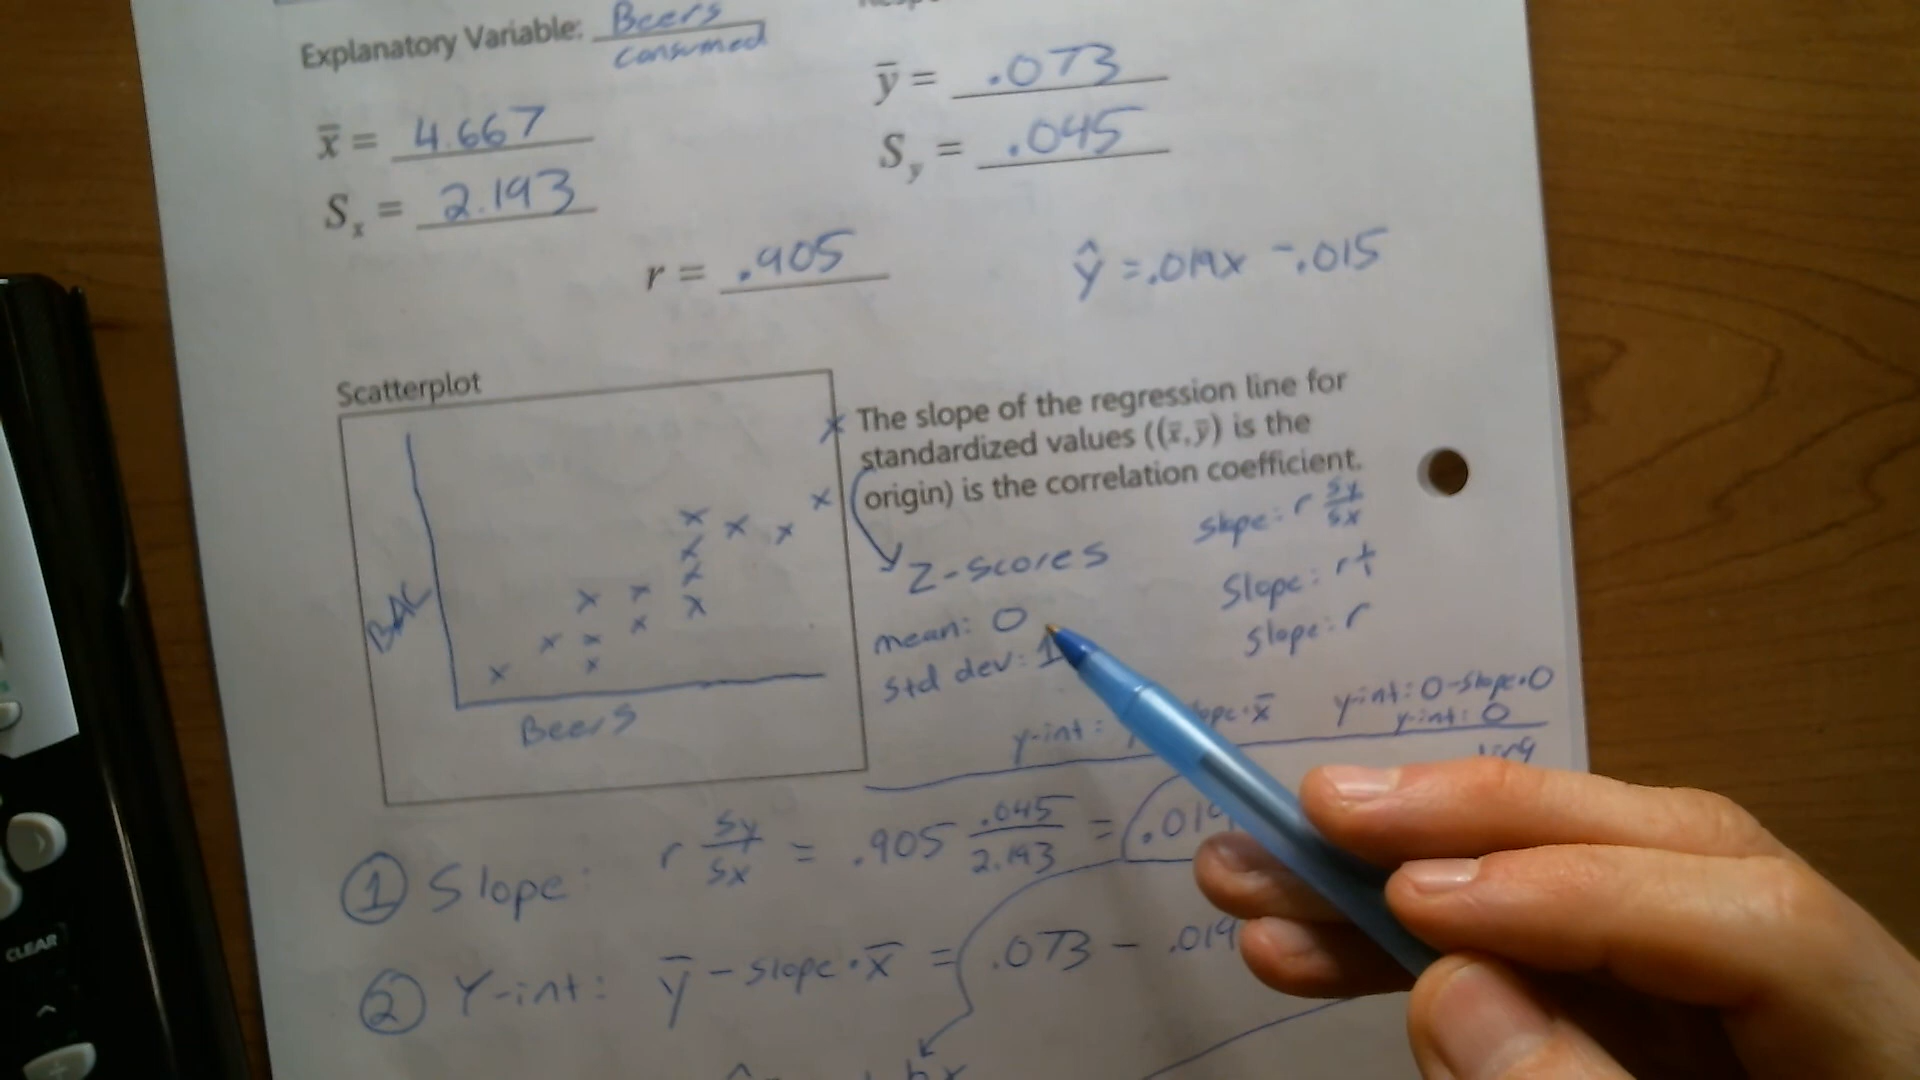 Explanatory Variable: Beers
consumed
x̄ = 4.667
ȳ = .073
Sx = 2.193
Sy = .045
r = .905
ŷ = .019x - .015
Scatterplot
BAC
Beers
The slope of the regression line for
standardized values ((x̄,ȳ) is the
origin) is the correlation coefficient.
Z-scores
mean: 0
std dev: 1
Slope: r Sy/Sx
Slope: r 1/1
Slope: r
y-int: x̄
y-int: 0-slope•0
y-int: 0
① Slope: r Sy/Sx = .905 .045/2.193 = .019
② Y-int: ȳ - slope • x̄ = .073 - .019